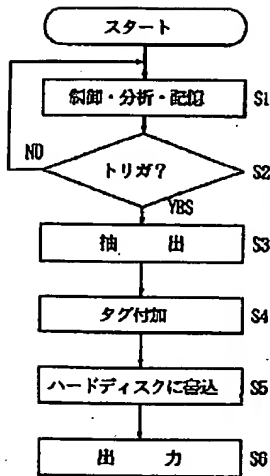 スタート
制御・分析・記憶 S1
NO
トリガ? S2
YES
抽 出 S3
タグ付加 S4
ハードディスクに書込 S5
出 力 S6